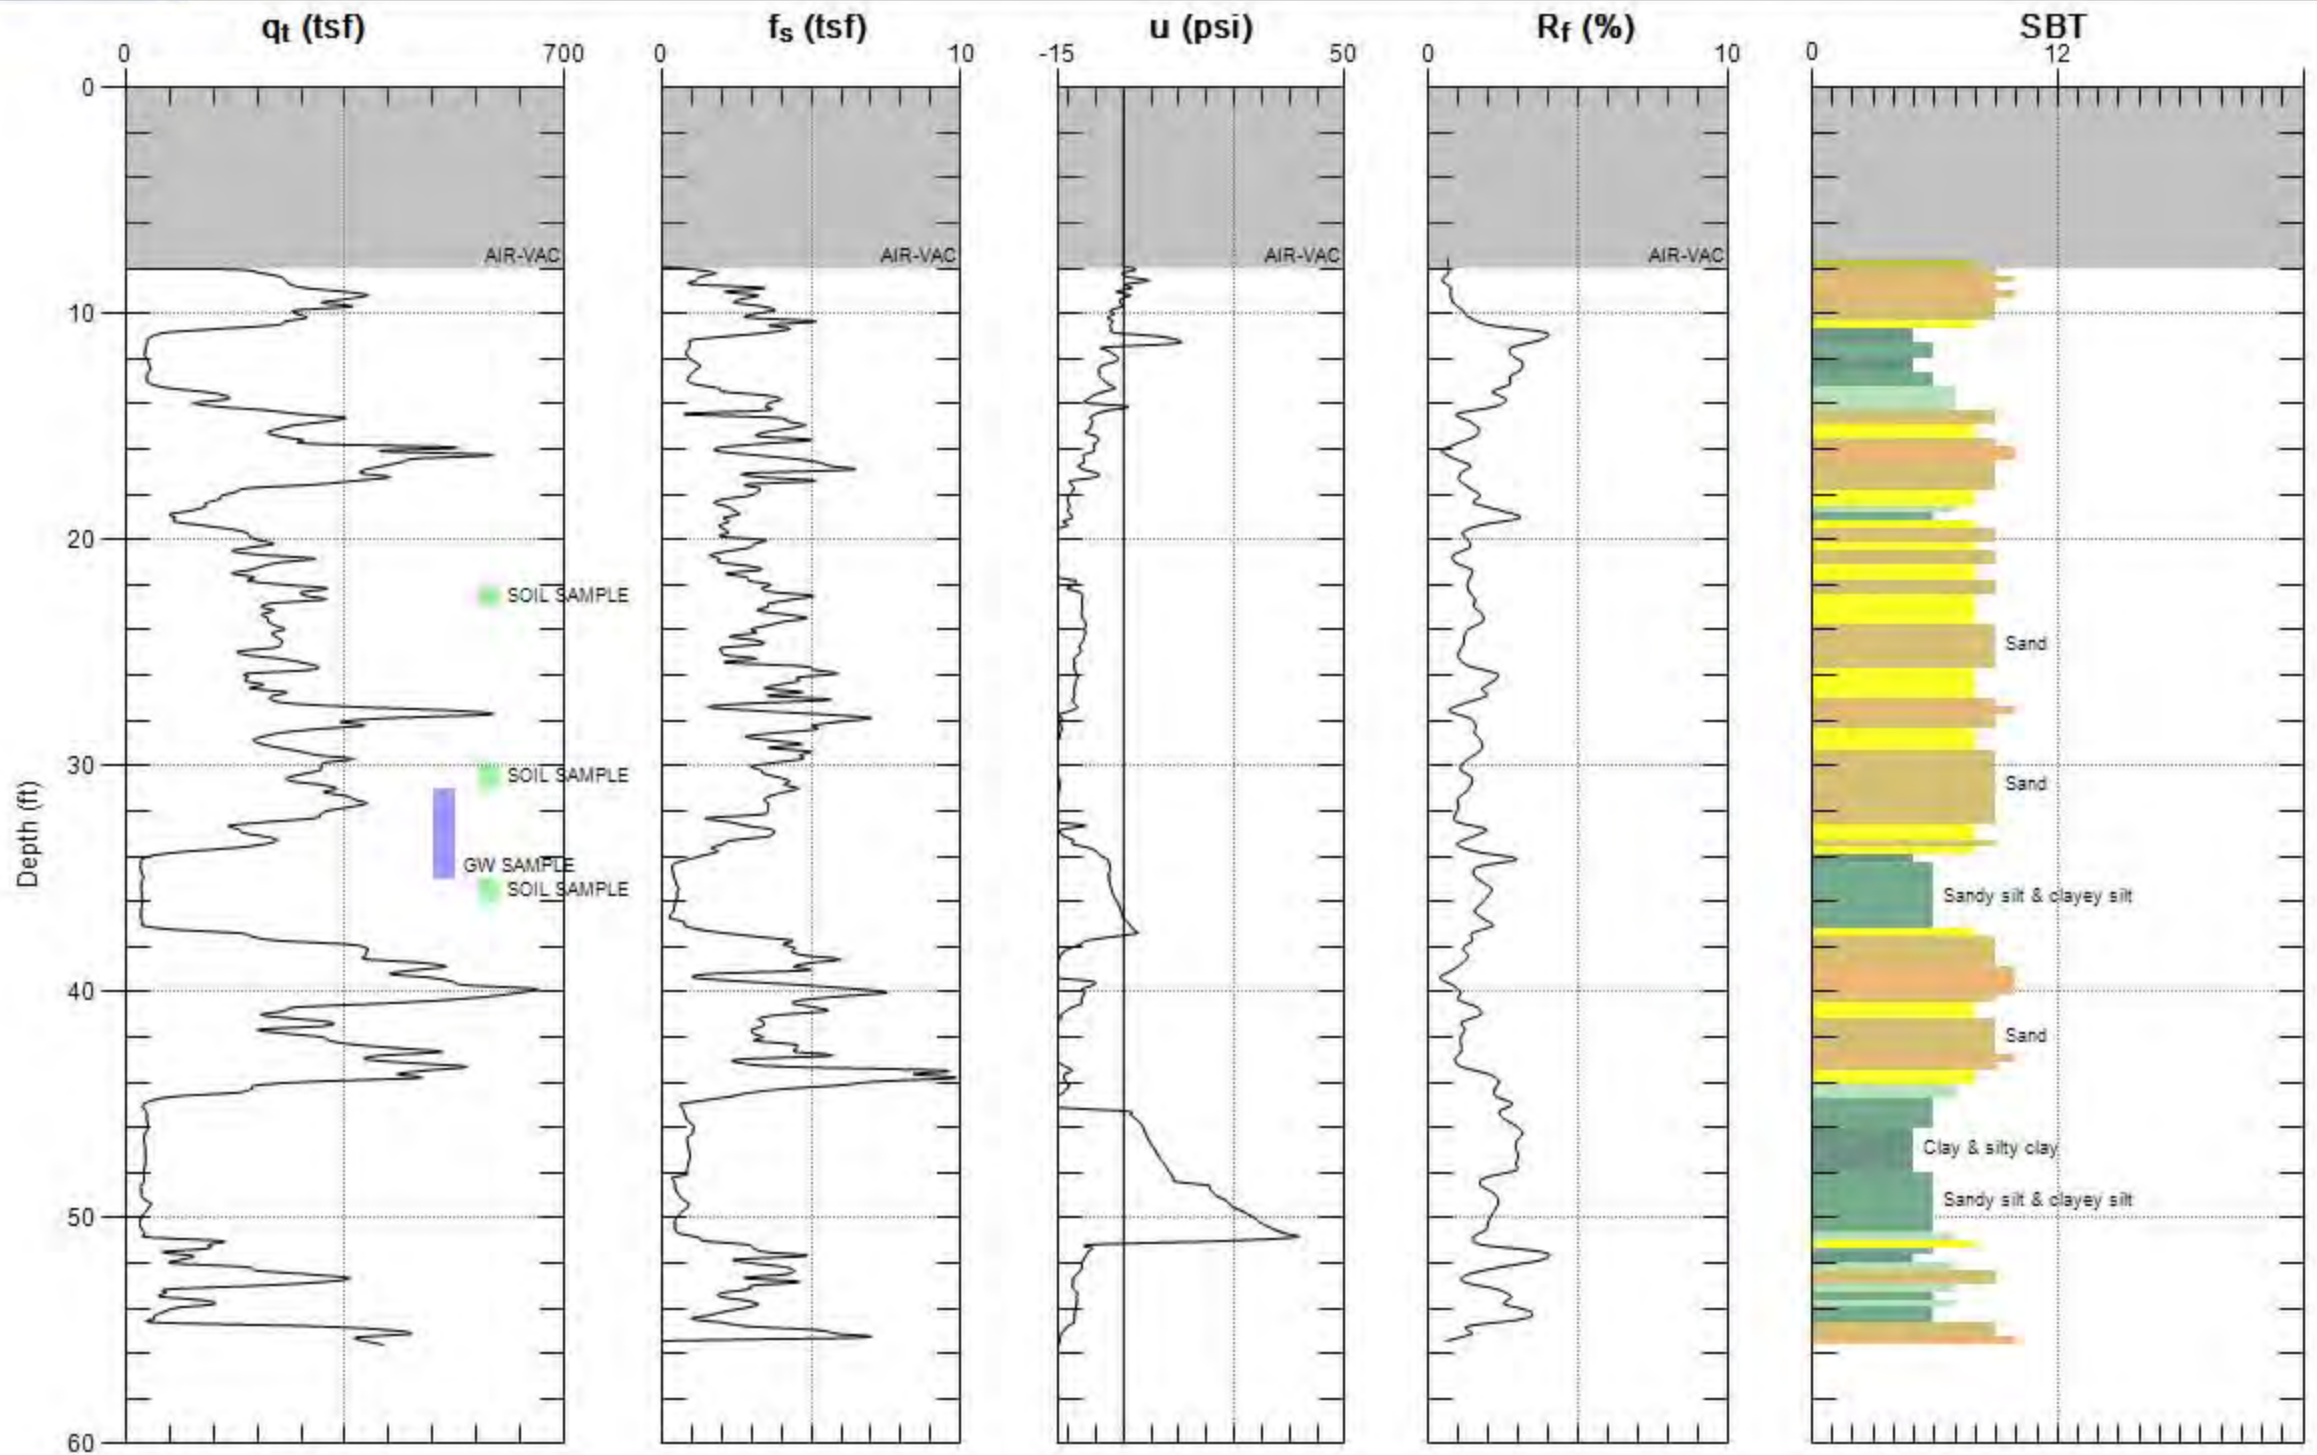 qt (tsf) fs (tsf) u (psi) Rf (%) SBT
0 700 0 10 -15 50 0 10 0 12
0
AIR-VAC AIR-VAC AIR-VAC AIR-VAC
10
20
SOIL SAMPLE
Sand
30
SOIL SAMPLE
Sand
Depth (ft)
GW SAMPLE
SOIL SAMPLE
Sandy silt & clayey silt
40
Sand
Clay & silty clay
Sandy silt & clayey silt
50
60